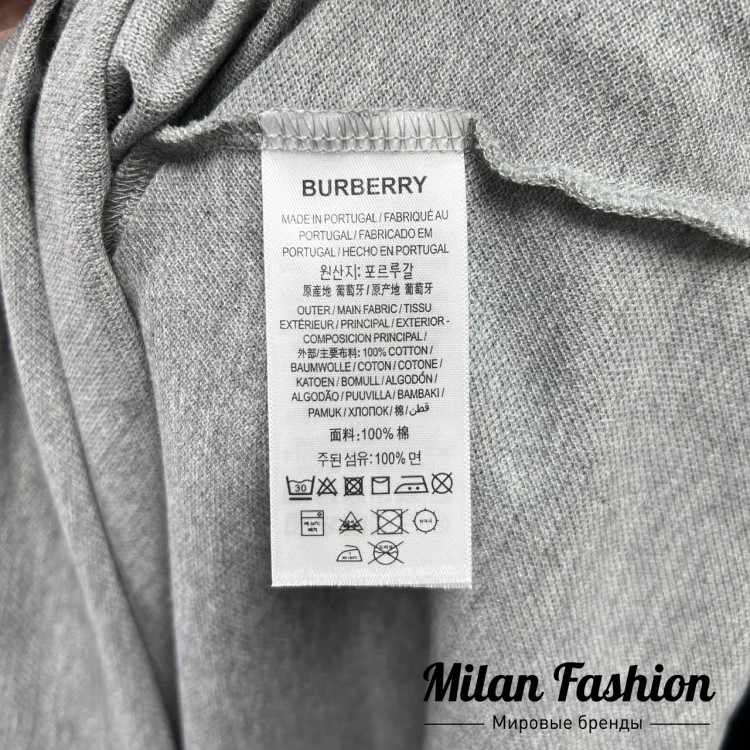 BURBERRY
MADE IN PORTUGAL / FABRIQUÉ AU
PORTUGAL / FABRICADO EM
PORTUGAL / HECHO EN PORTUGAL
원산지: 포르루갈
原産地 葡萄牙 / 原产地 葡萄牙
OUTER / MAIN FABRIC / TISSU
EXTÉRIEUR / PRINCIPAL / EXTERIOR -
COMPOSICION PRINCIPAL /
外部/主要布料: 100% COTTON /
BAUMWOLLE / COTON / COTONE /
KATOEN / BOMULL / ALGODÓN /
ALGODÃO / PUUVILLA / BAMBAKI /
PAMUK / ХЛОПОК / 棉 / قطن
面料: 100% 棉
주된 섬유: 100% 면
30
Milan Fashion
Мировые бренды